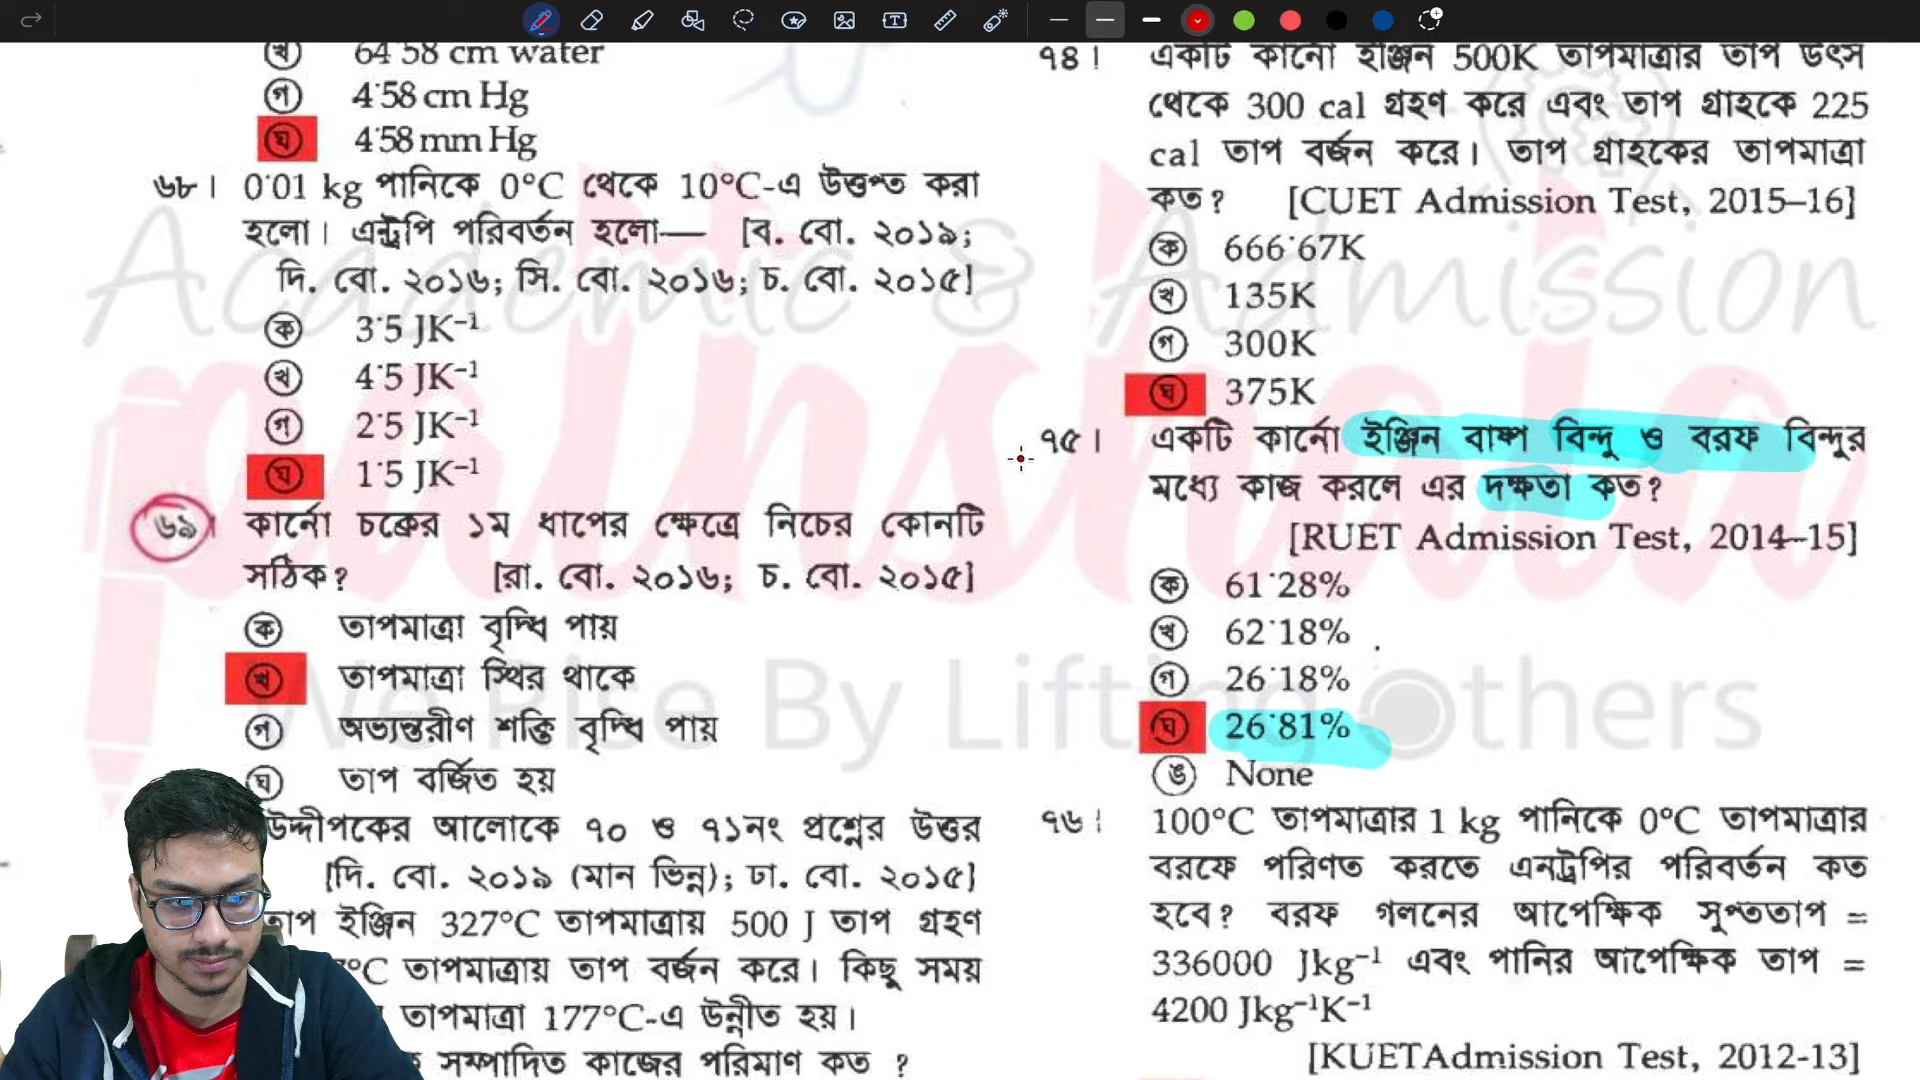 খ 64·58 cm water
গ 4·58 cm Hg
ঘ 4·58 mm Hg
৬৮। 0·01 kg পানিকে 0°C থেকে 10°C-এ উত্তপ্ত করা
হলো। এন্ট্রপি পরিবর্তন হলো— [ব. বো. ২০১৯;
দি. বো. ২০১৬; সি. বো. ২০১৬; চ. বো. ২০১৫]
ক 3·5 JK⁻¹
খ 4·5 JK⁻¹
গ 2·5 JK⁻¹
ঘ 1·5 JK⁻¹
৬৯। কার্নো চক্রের ১ম ধাপের ক্ষেত্রে নিচের কোনটি
সঠিক? [রা. বো. ২০১৬; চ. বো. ২০১৫]
ক তাপমাত্রা বৃদ্ধি পায়
খ তাপমাত্রা স্থির থাকে
গ অভ্যন্তরীণ শক্তি বৃদ্ধি পায়
ঘ তাপ বর্জিত হয়
উদ্দীপকের আলোকে ৭০ ও ৭১নং প্রশ্নের উত্তর
[দি. বো. ২০১৯ (মান ভিন্ন); ঢা. বো. ২০১৫]
তাপ ইঞ্জিন 327°C তাপমাত্রায় 500 J তাপ গ্রহণ
°C তাপমাত্রায় তাপ বর্জন করে। কিছু সময়
তাপমাত্রা 177°C-এ উন্নীত হয়।
সম্পাদিত কাজের পরিমাণ কত ?
৭৪। একটি কার্নো ইঞ্জিন 500K তাপমাত্রার তাপ উৎস
থেকে 300 cal গ্রহণ করে এবং তাপ গ্রাহকে 225
cal তাপ বর্জন করে। তাপ গ্রাহকের তাপমাত্রা
কত? [CUET Admission Test, 2015–16]
ক 666·67K
খ 135K
গ 300K
ঘ 375K
৭৫। একটি কার্নো ইঞ্জিন বাষ্প বিন্দু ও বরফ বিন্দুর
মধ্যে কাজ করলে এর দক্ষতা কত?
[RUET Admission Test, 2014–15]
ক 61·28%
খ 62·18%
গ 26·18%
ঘ 26·81%
ঙ None
৭৬। 100°C তাপমাত্রার 1 kg পানিকে 0°C তাপমাত্রার
বরফে পরিণত করতে এনট্রপির পরিবর্তন কত
হবে? বরফ গলনের আপেক্ষিক সুপ্ততাপ =
336000 Jkg⁻¹ এবং পানির আপেক্ষিক তাপ =
4200 Jkg⁻¹K⁻¹
[KUETAdmission Test, 2012-13]
Academic & Admission
pathshala
We Rise By Lifting Others